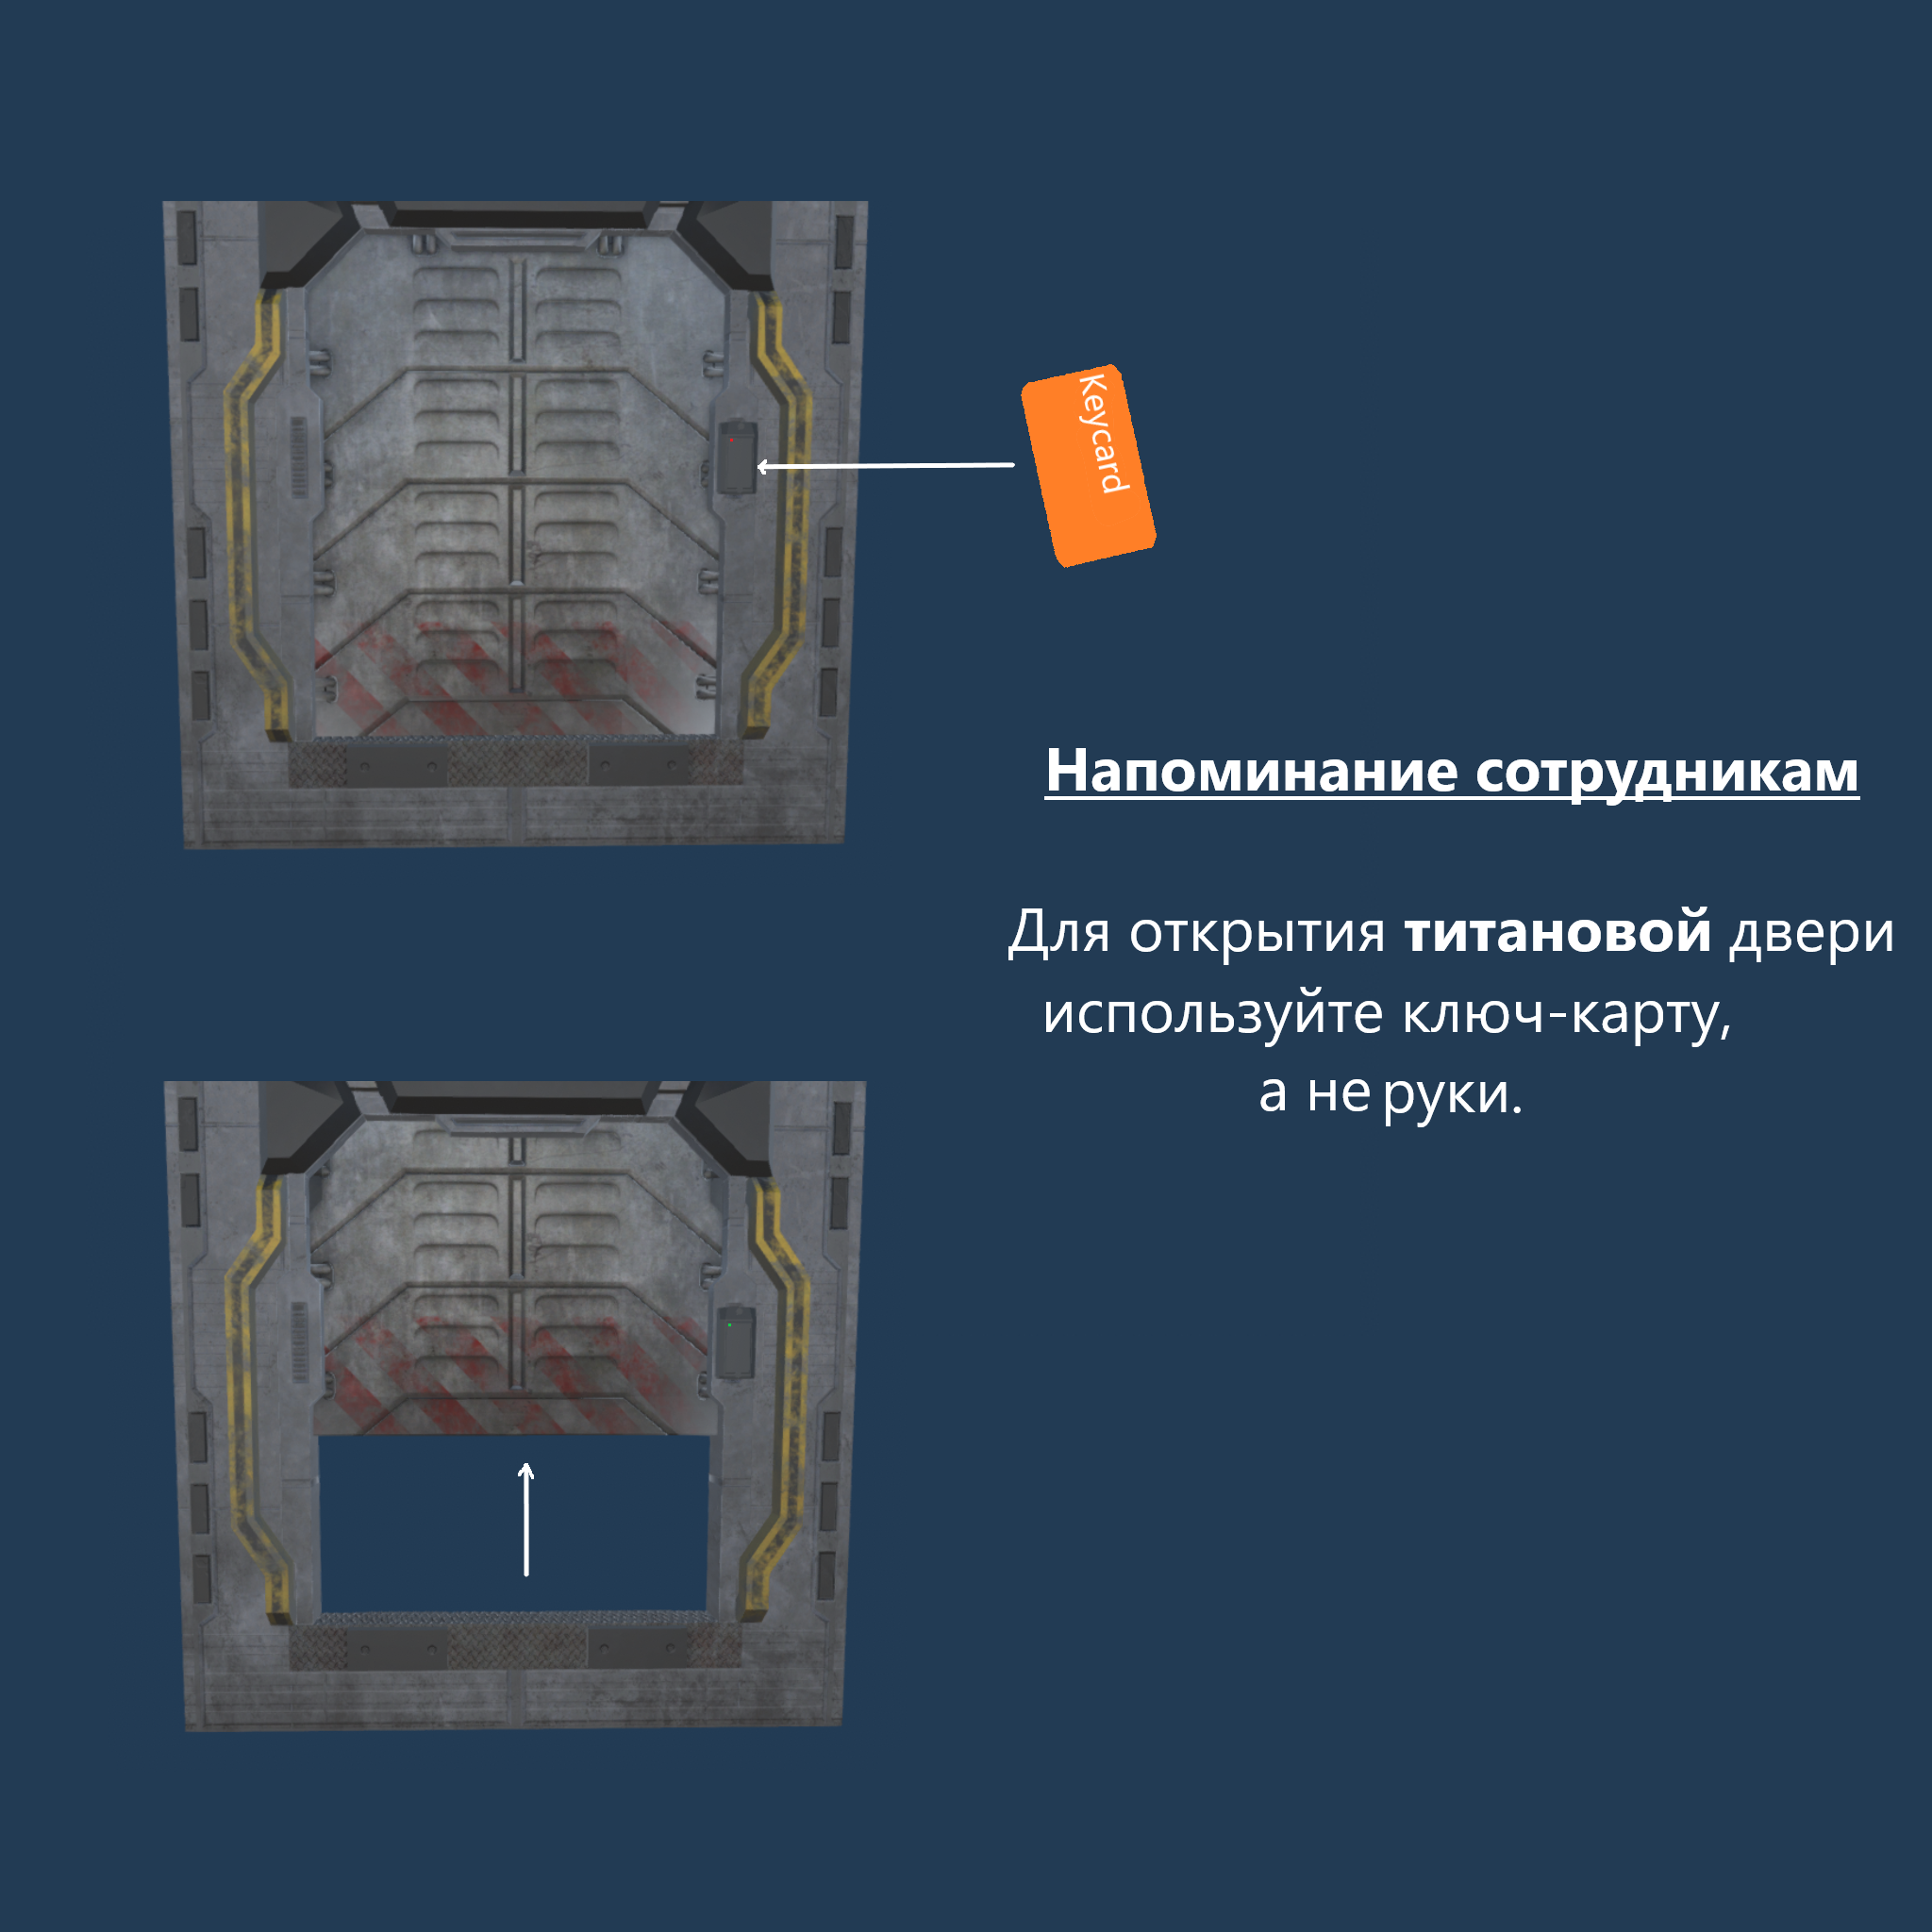 Keycard
Напоминание сотрудникам
Для открытия титановой двери
используйте ключ-карту,
а не руки.